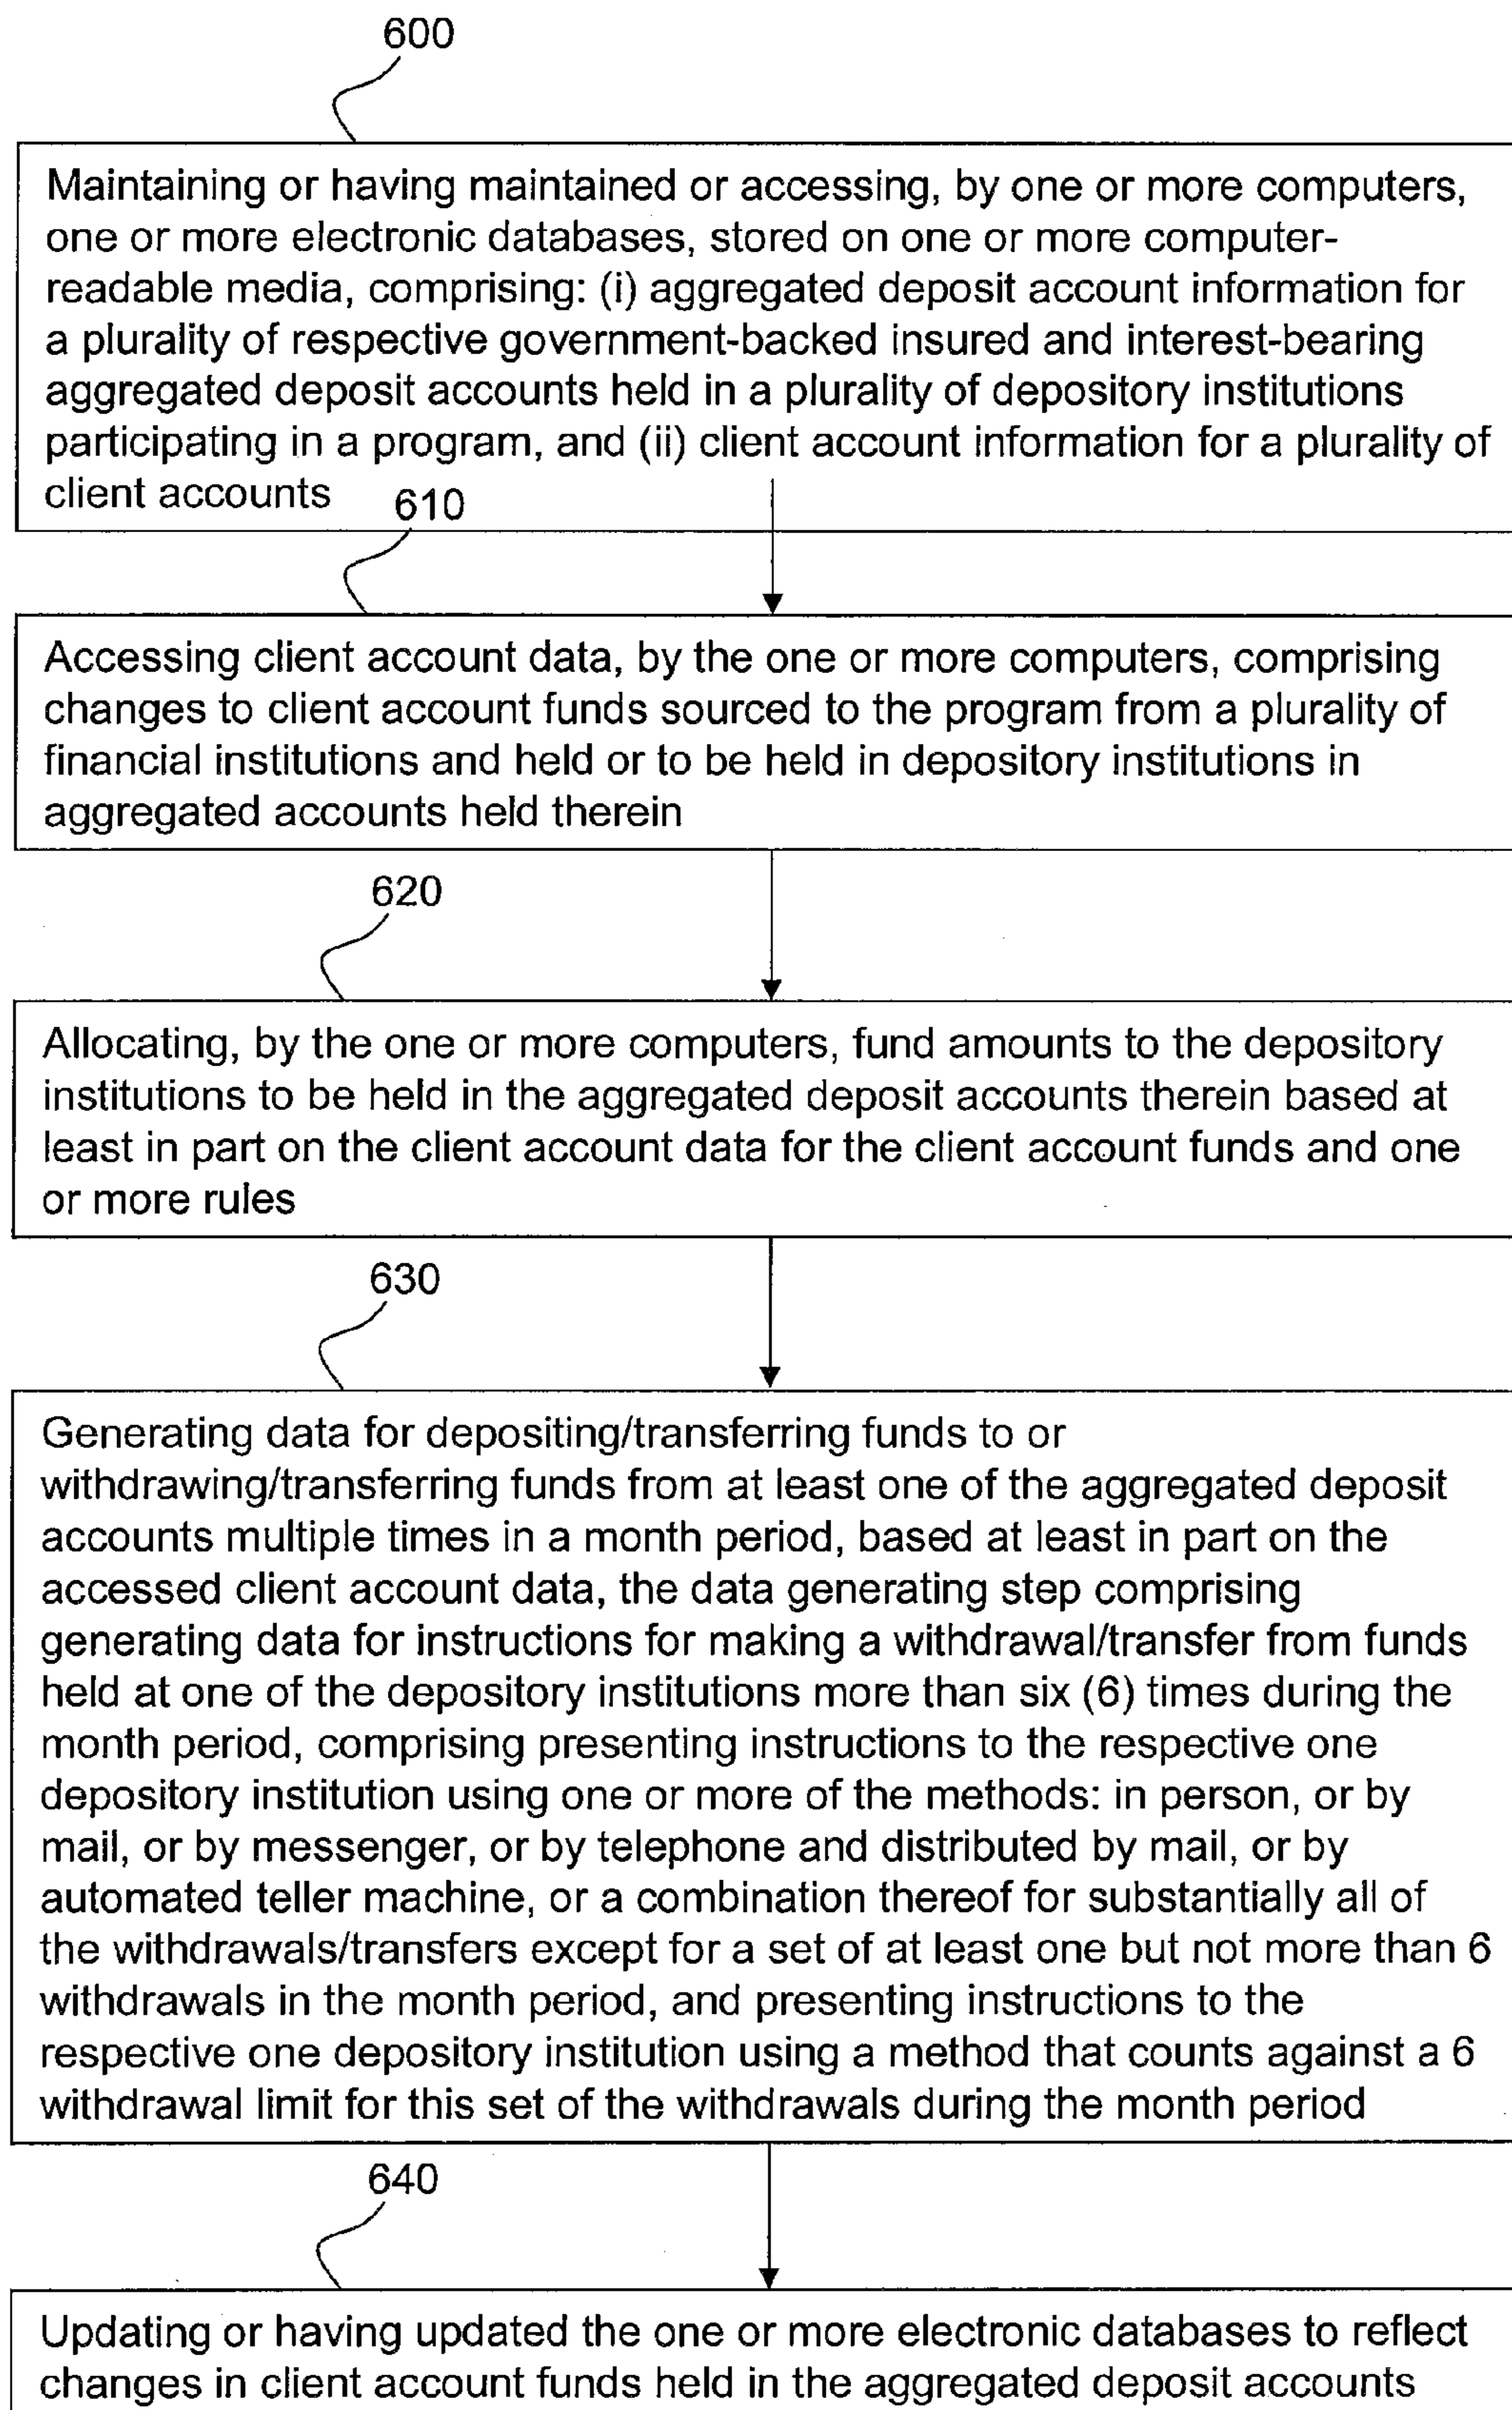 600
Maintaining or having maintained or accessing, by one or more computers,
one or more electronic databases, stored on one or more computer-
readable media, comprising: (i) aggregated deposit account information for
a plurality of respective government-backed insured and interest-bearing
aggregated deposit accounts held in a plurality of depository institutions
participating in a program, and (ii) client account information for a plurality of
client accounts
610
Accessing client account data, by the one or more computers, comprising
changes to client account funds sourced to the program from a plurality of
financial institutions and held or to be held in depository institutions in
aggregated accounts held therein
620
Allocating, by the one or more computers, fund amounts to the depository
institutions to be held in the aggregated deposit accounts therein based at
least in part on the client account data for the client account funds and one
or more rules
630
Generating data for depositing/transferring funds to or
withdrawing/transferring funds from at least one of the aggregated deposit
accounts multiple times in a month period, based at least in part on the
accessed client account data, the data generating step comprising
generating data for instructions for making a withdrawal/transfer from funds
held at one of the depository institutions more than six (6) times during the
month period, comprising presenting instructions to the respective one
depository institution using one or more of the methods: in person, or by
mail, or by messenger, or by telephone and distributed by mail, or by
automated teller machine, or a combination thereof for substantially all of
the withdrawals/transfers except for a set of at least one but not more than 6
withdrawals in the month period, and presenting instructions to the
respective one depository institution using a method that counts against a 6
withdrawal limit for this set of the withdrawals during the month period
640
Updating or having updated the one or more electronic databases to reflect
changes in client account funds held in the aggregated deposit accounts